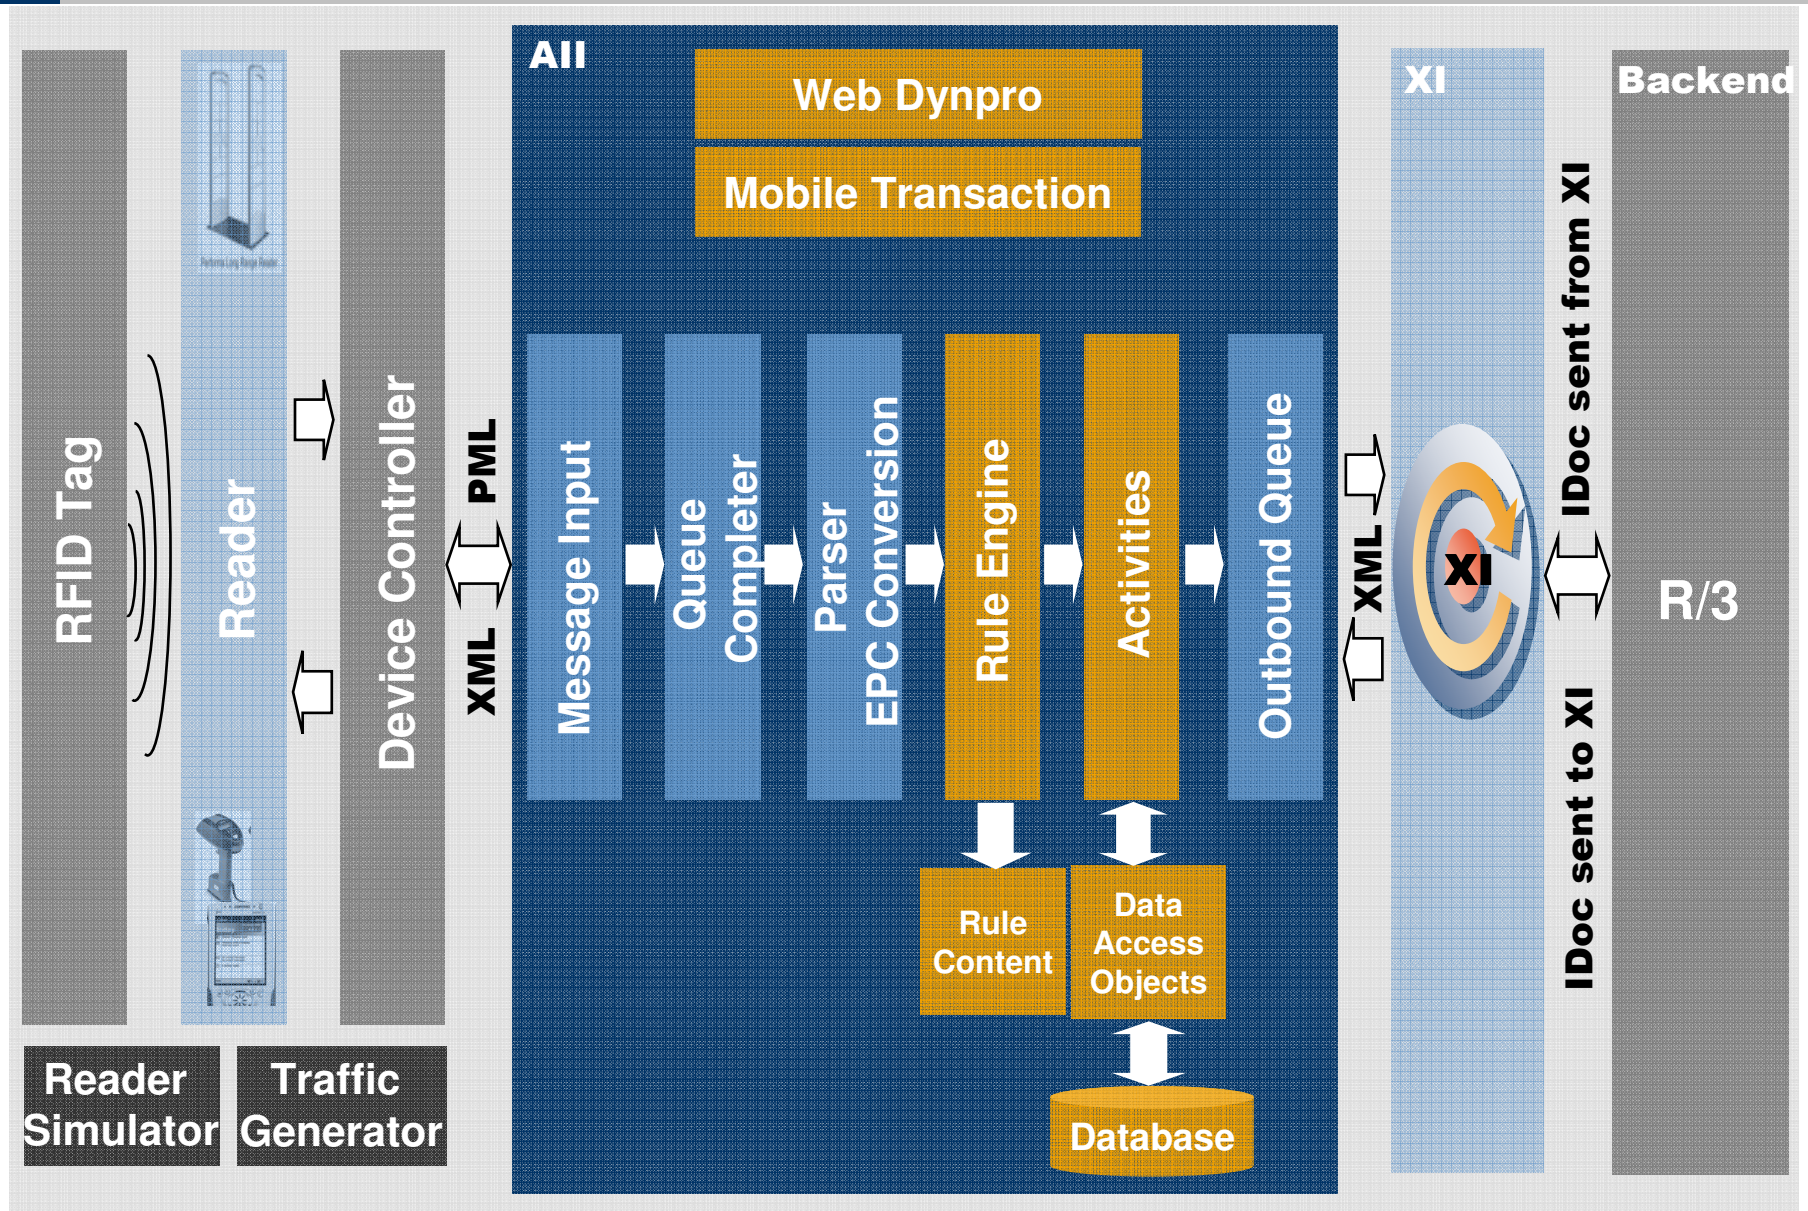 AII
Web Dynpro
Mobile Transaction
XI
Backend
RFID Tag
Reader
Device Controller
PML
XML
Message Input
Queue
Completer
Parser
EPC Conversion
Rule Engine
Activities
Outbound Queue
XML
XI
IDoc sent from XI
IDoc sent to XI
R/3
Rule
Content
Data
Access
Objects
Database
Reader
Simulator
Traffic
Generator